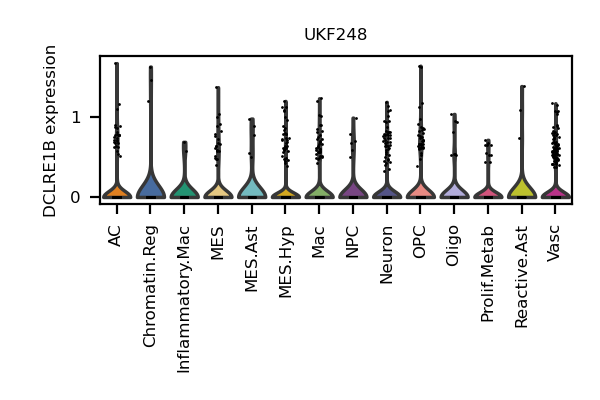 UKF248
DCLRE1B expression
1
0
AC
Chromatin.Reg
Inflammatory.Mac
MES
MES.Ast
MES.Hyp
Mac
NPC
Neuron
OPC
Oligo
Prolif.Metab
Reactive.Ast
Vasc